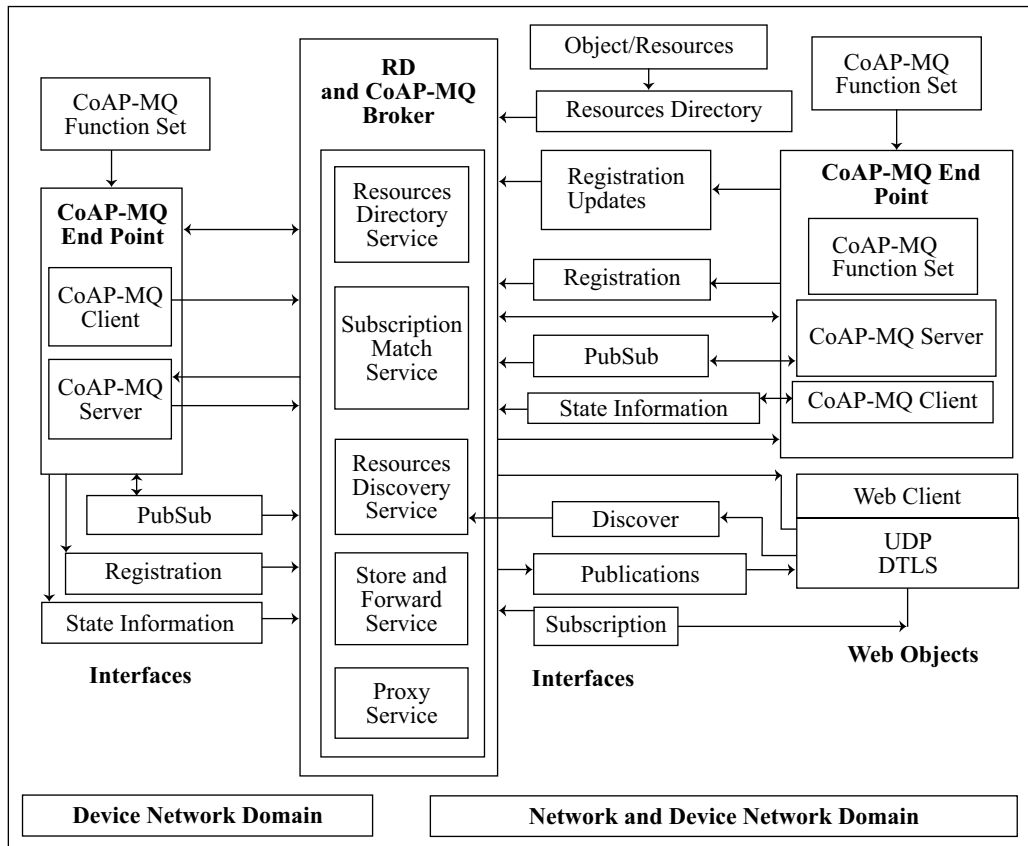 Object/Resources
RD
and CoAP-MQ
Broker
CoAP-MQ
Function Set
CoAP-MQ
Function Set
Resources Directory
CoAP-MQ
End Point
CoAP-MQ
Client
CoAP-MQ
Server
PubSub
Registration
State Information
Interfaces
Resources
Directory
Service
Subscription
Match
Service
Resources
Discovery
Service
Store and
Forward
Service
Proxy
Service
Registration
Updates
Registration
PubSub
State Information
Discover
Publications
Subscription
Interfaces
CoAP-MQ End
Point
CoAP-MQ
Function Set
CoAP-MQ Server
CoAP-MQ Client
Web Client
UDP
DTLS
Web Objects
Device Network Domain
Network and Device Network Domain